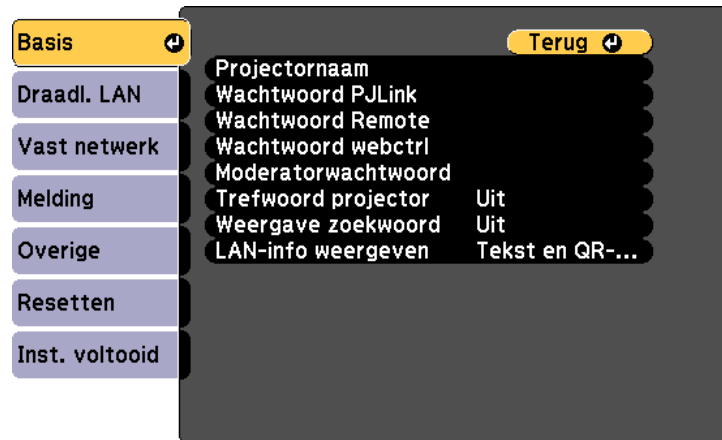 Basis
Draadl. LAN
Vast netwerk
Melding
Overige
Resetten
Inst. voltooid
Terug
Projectornaam
Wachtwoord PJLink
Wachtwoord Remote
Wachtwoord webctrl
Moderatorwachtwoord
Trefwoord projector Uit
Weergave zoekwoord Uit
LAN-info weergeven Tekst en QR-...